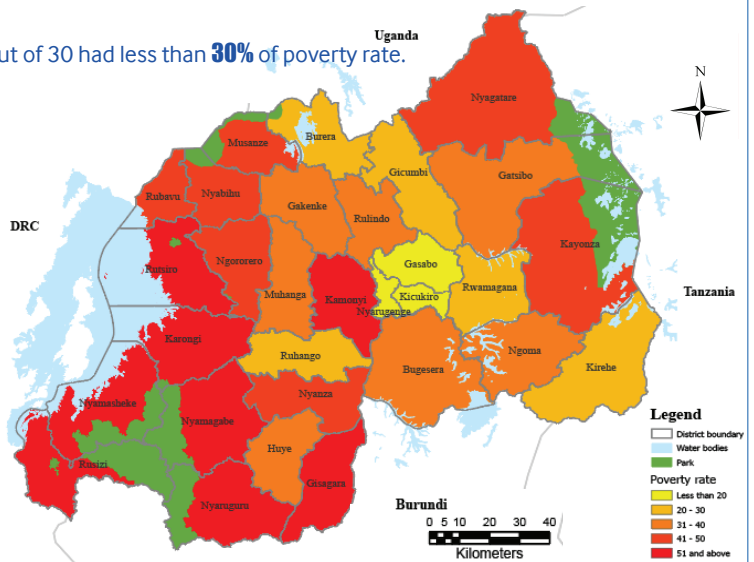 Uganda
ut of 30 had less than 30% of poverty rate.
N
Nyagatare
Burera
Musanze
Gicumbi
Gatsibo
Rubavu
Nyabihu
Gakenke
Rulindo
DRC
Kayonza
Rutsiro
Ngororero
Gasabo
Rwamagana
Muhanga
Kamonyi
Kicukiro
Nyarugenge
Tanzania
Karongi
Ruhango
Bugesera
Ngoma
Kirehe
Nyamasheke
Nyanza
Nyamagabe
Huye
Rusizi
Gisagara
Nyaruguru
Burundi
0 5 10 20 30 40
Kilometers
Legend
District boundary
Water bodies
Park
Poverty rate
Less than 20
20 - 30
31 - 40
41 - 50
51 and above